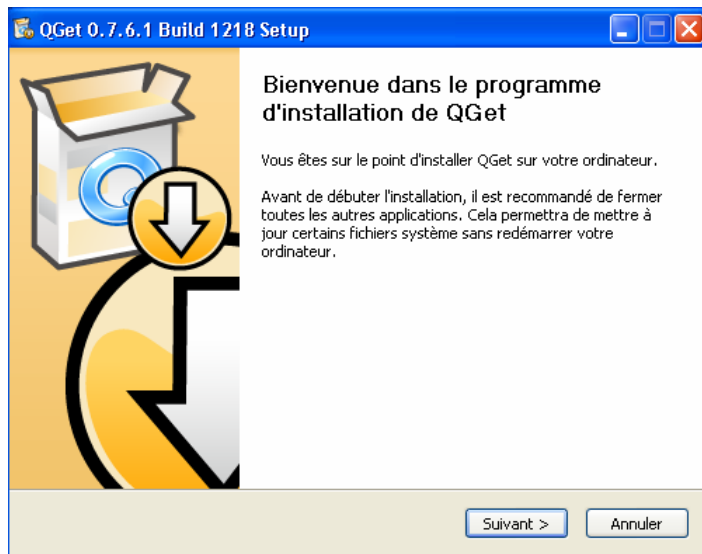 QGet 0.7.6.1 Build 1218 Setup
Bienvenue dans le programme
d'installation de QGet
Vous êtes sur le point d'installer QGet sur votre ordinateur.
Avant de débuter l'installation, il est recommandé de fermer
toutes les autres applications. Cela permettra de mettre à
jour certains fichiers système sans redémarrer votre
ordinateur.
Suivant >
Annuler